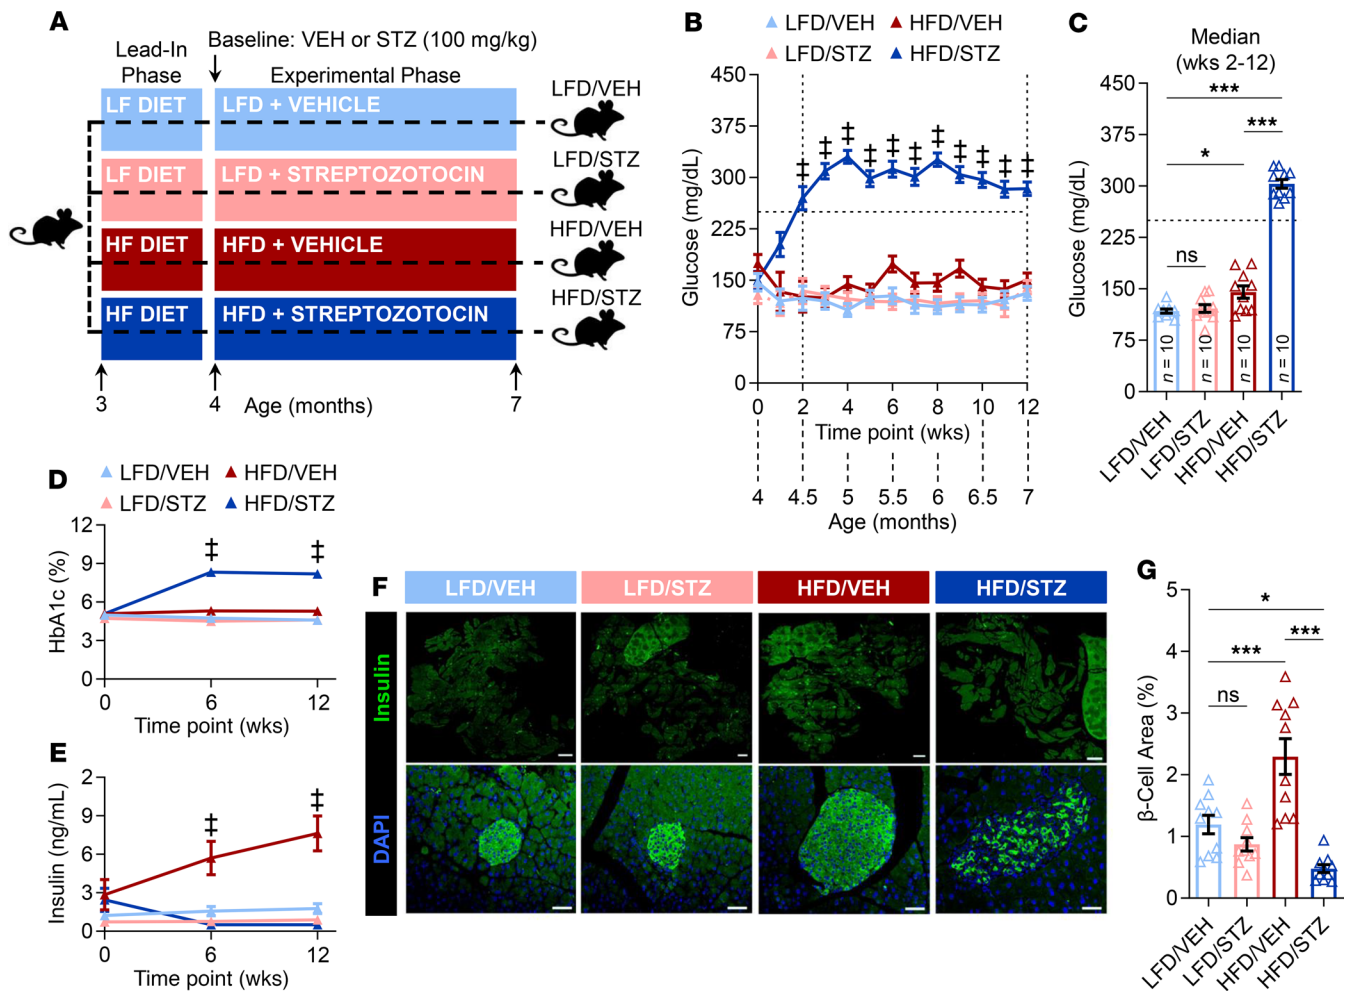 A
Baseline: VEH or STZ (100 mg/kg)
Lead-In
Phase
Experimental Phase
LF DIET
LFD + VEHICLE
LFD/VEH
LF DIET
LFD + STREPTOZOTOCIN
LFD/STZ
HF DIET
HFD + VEHICLE
HFD/VEH
HF DIET
HFD + STREPTOZOTOCIN
HFD/STZ
3
4
Age (months)
7
B
LFD/VEH
HFD/VEH
LFD/STZ
HFD/STZ
450
375
300
225
150
75
0
Glucose (mg/dL)
‡ ‡ ‡ ‡ ‡ ‡ ‡ ‡ ‡ ‡ ‡
0 2 4 6 8 10 12
Time point (wks)
4 4.5 5 5.5 6 6.5 7
Age (months)
C
Median
(wks 2-12)
450
375
300
225
150
75
0
Glucose (mg/dL)
***
***
*
ns
n = 10
n = 10
n = 10
n = 10
LFD/VEH
LFD/STZ
HFD/VEH
HFD/STZ
D
LFD/VEH
HFD/VEH
LFD/STZ
HFD/STZ
12
9
6
3
0
HbA1c (%)
‡ ‡
0 6 12
Time point (wks)
E
12
9
6
3
0
Insulin (ng/mL)
‡
‡
0 6 12
Time point (wks)
F
LFD/VEH
LFD/STZ
HFD/VEH
HFD/STZ
Insulin
DAPI
G
5
4
3
2
1
0
β-Cell Area (%)
*
***
***
ns
LFD/VEH
LFD/STZ
HFD/VEH
HFD/STZ